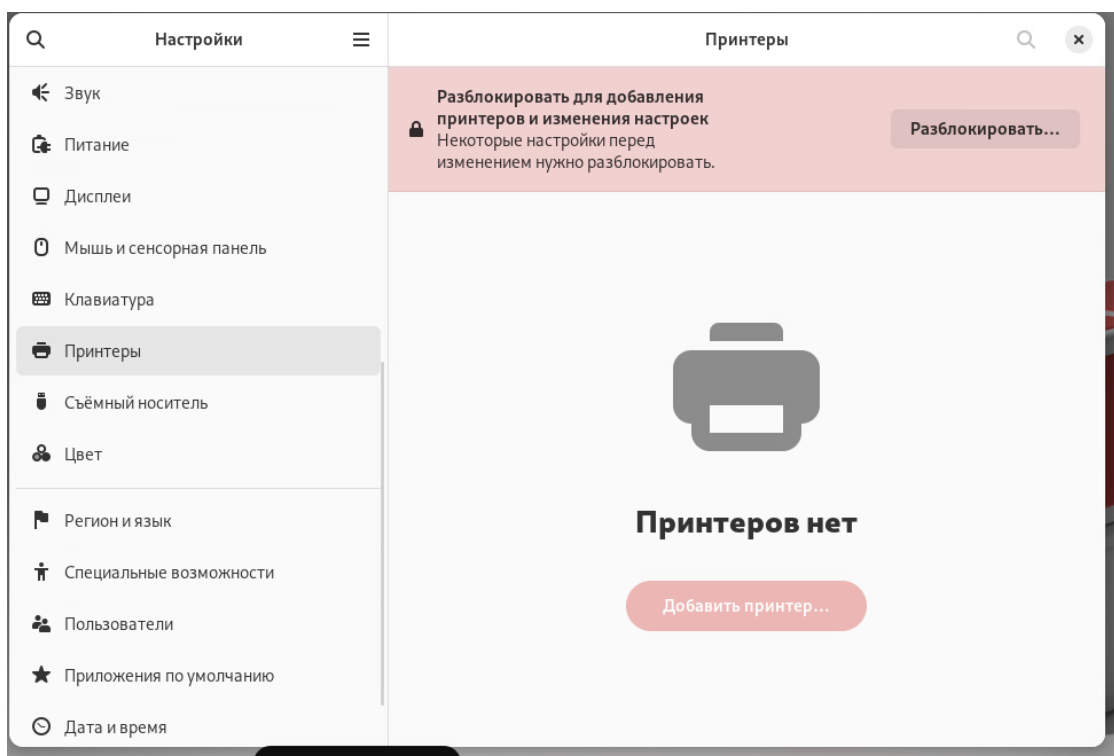 Настройки
Принтеры
Звук
Питание
Дисплеи
Мышь и сенсорная панель
Клавиатура
Принтеры
Съёмный носитель
Цвет
Регион и язык
Специальные возможности
Пользователи
Приложения по умолчанию
Дата и время
Разблокировать для добавления
принтеров и изменения настроек
Некоторые настройки перед
изменением нужно разблокировать.
Разблокировать...
Принтеров нет
Добавить принтер...